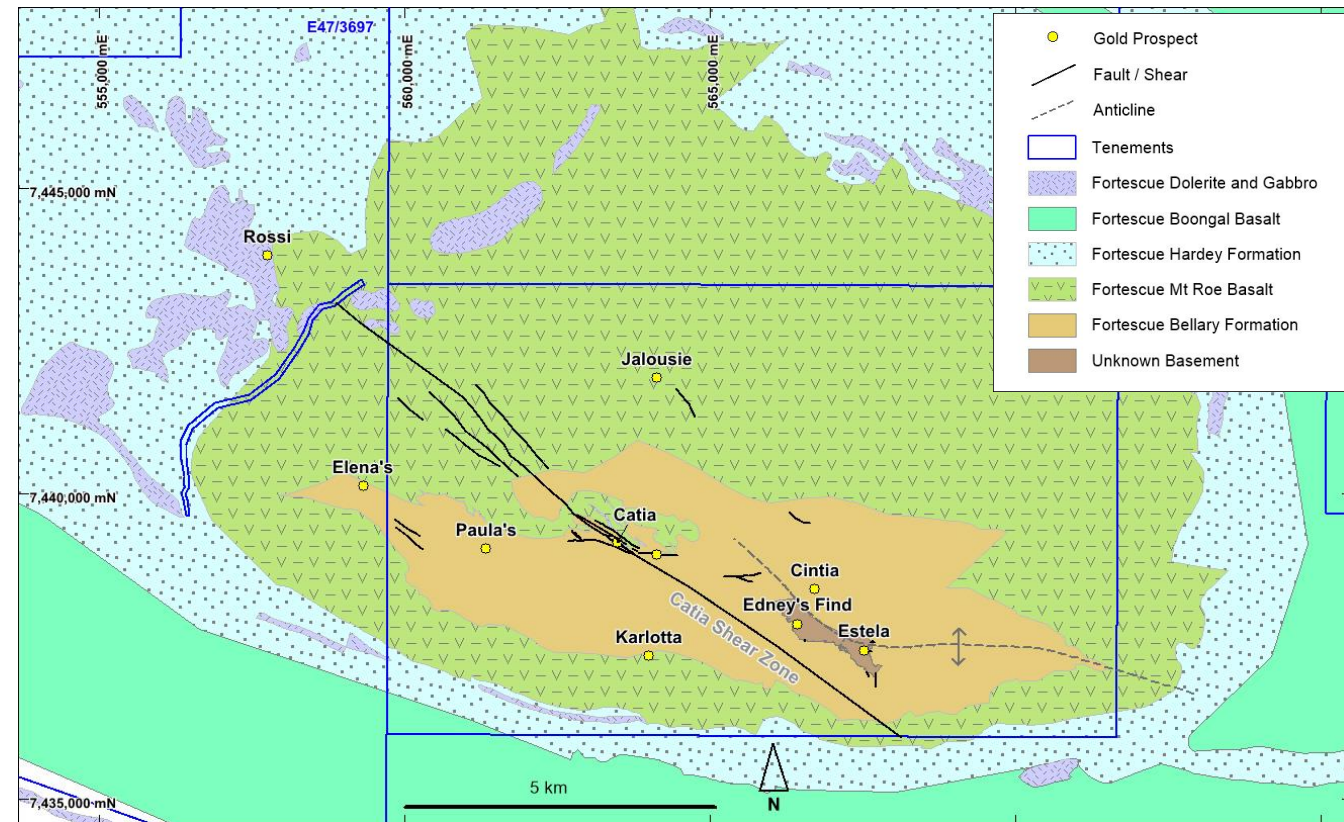 E47/3697
555,000 mE
560,000 mE
565,000 mE
Gold Prospect
Fault / Shear
Anticline
Tenements
Fortescue Dolerite and Gabbro
Fortescue Boongal Basalt
Fortescue Hardey Formation
Fortescue Mt Roe Basalt
Fortescue Bellary Formation
Unknown Basement
7,445,000 mN
Rossi
Jalousie
Elena's
7,440,000 mN
Paula's
Catia
Cintia
Edney's Find
Estela
Karlotta
Catia Shear Zone
5 km
7,435,000 mN
N